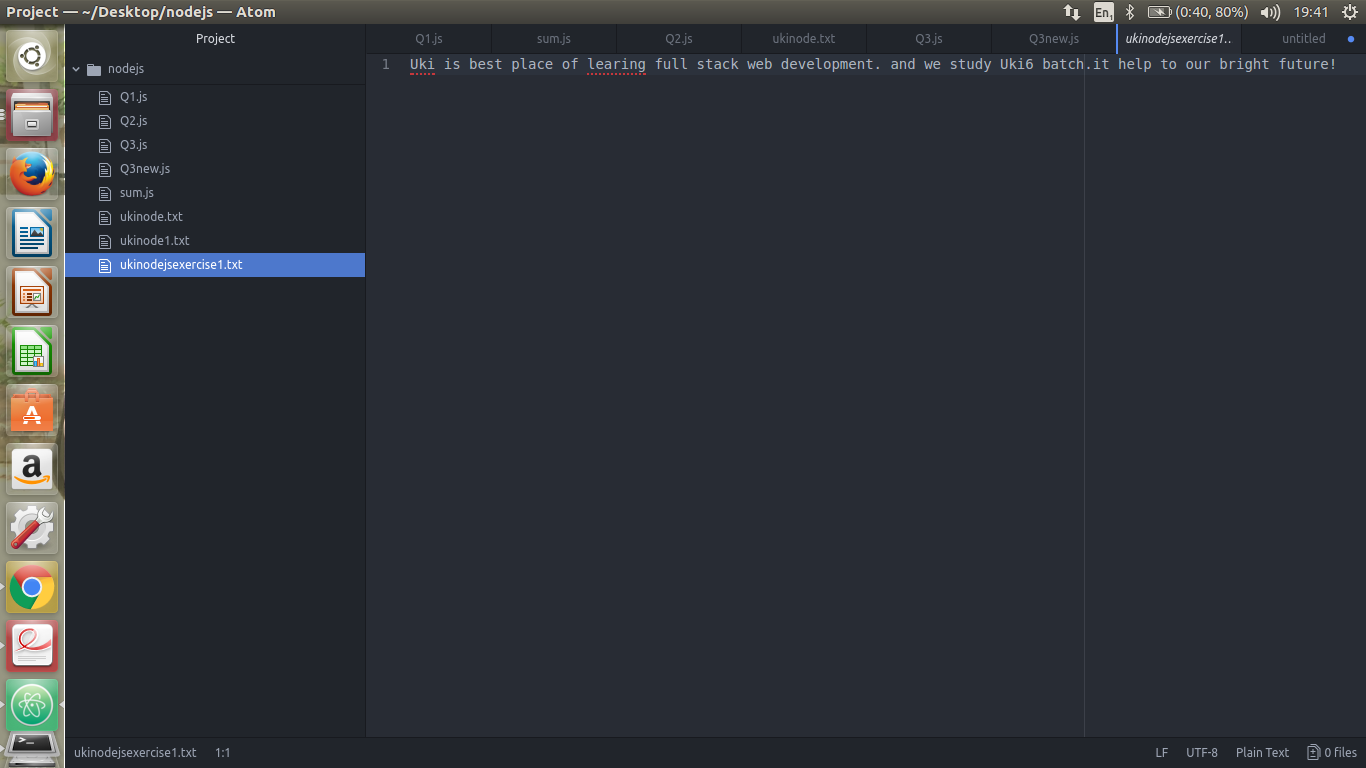 Project — ~/Desktop/nodejs — Atom
En1 (0:40, 80%) 19:41
Project
Q1.js sum.js Q2.js ukinode.txt Q3.js Q3new.js ukinodejsexercise1.. untitled
nodejs
Q1.js
Q2.js
Q3.js
Q3new.js
sum.js
ukinode.txt
ukinode1.txt
ukinodejsexercise1.txt
1 Uki is best place of learing full stack web development. and we study Uki6 batch.it help to our bright future!
ukinodejsexercise1.txt 1:1
LF UTF-8 Plain Text 0 files